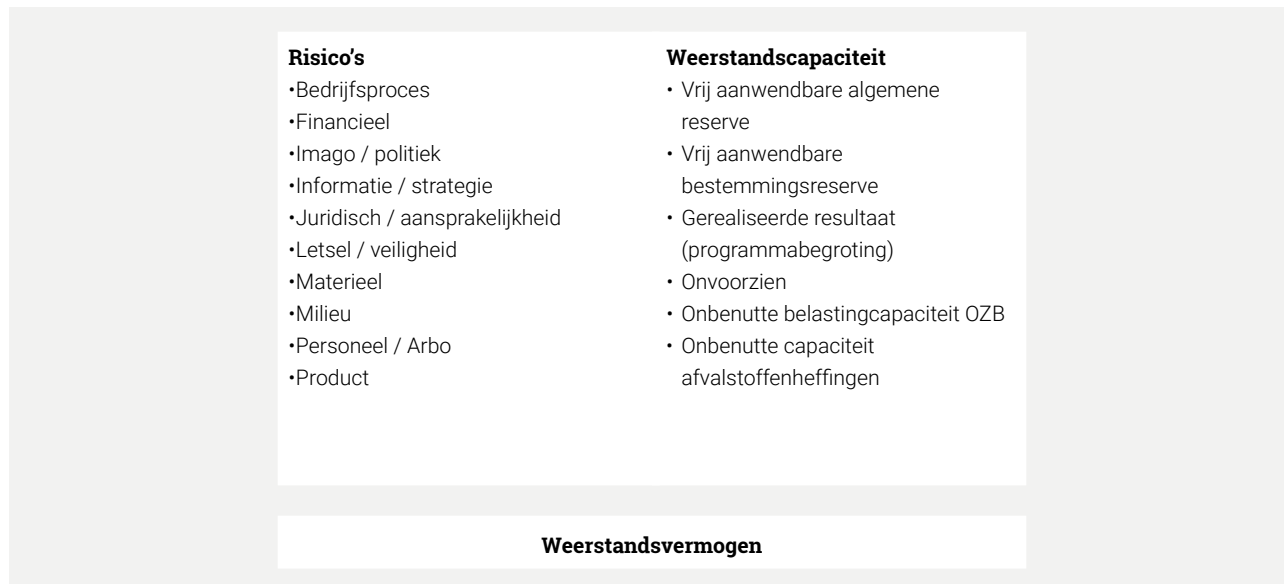 Risico’s
•Bedrijfsproces
•Financieel
•Imago / politiek
•Informatie / strategie
•Juridisch / aansprakelijkheid
•Letsel / veiligheid
•Materieel
•Milieu
•Personeel / Arbo
•Product
Weerstandscapaciteit
• Vrij aanwendbare algemene
reserve
• Vrij aanwendbare
bestemmingsreserve
• Gerealiseerde resultaat
(programmabegroting)
• Onvoorzien
• Onbenutte belastingcapaciteit OZB
• Onbenutte capaciteit
afvalstoffenheffingen
Weerstandsvermogen